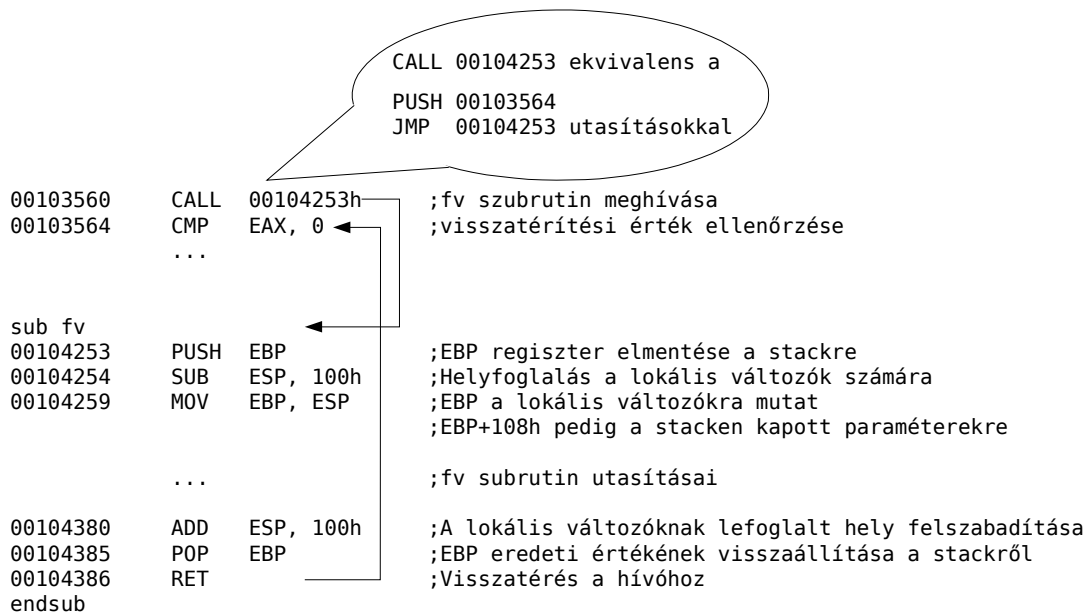 CALL 00104253 ekvivalens a
PUSH 00103564
JMP 00104253 utasításokkal
00103560 CALL 00104253h ;fv szubrutin meghívása
00103564 CMP EAX, 0 ;visszatérítési érték ellenőrzése
...
sub fv
00104253 PUSH EBP ;EBP regiszter elmentése a stackre
00104254 SUB ESP, 100h ;Helyfoglalás a lokális változók számára
00104259 MOV EBP, ESP ;EBP a lokális változókra mutat
;EBP+108h pedig a stacken kapott paraméterekre
... ;fv subrutin utasításai
00104380 ADD ESP, 100h ;A lokális változóknak lefoglalt hely felszabadítása
00104385 POP EBP ;EBP eredeti értékének visszaállítása a stackről
00104386 RET ;Visszatérés a hívóhoz
endsub